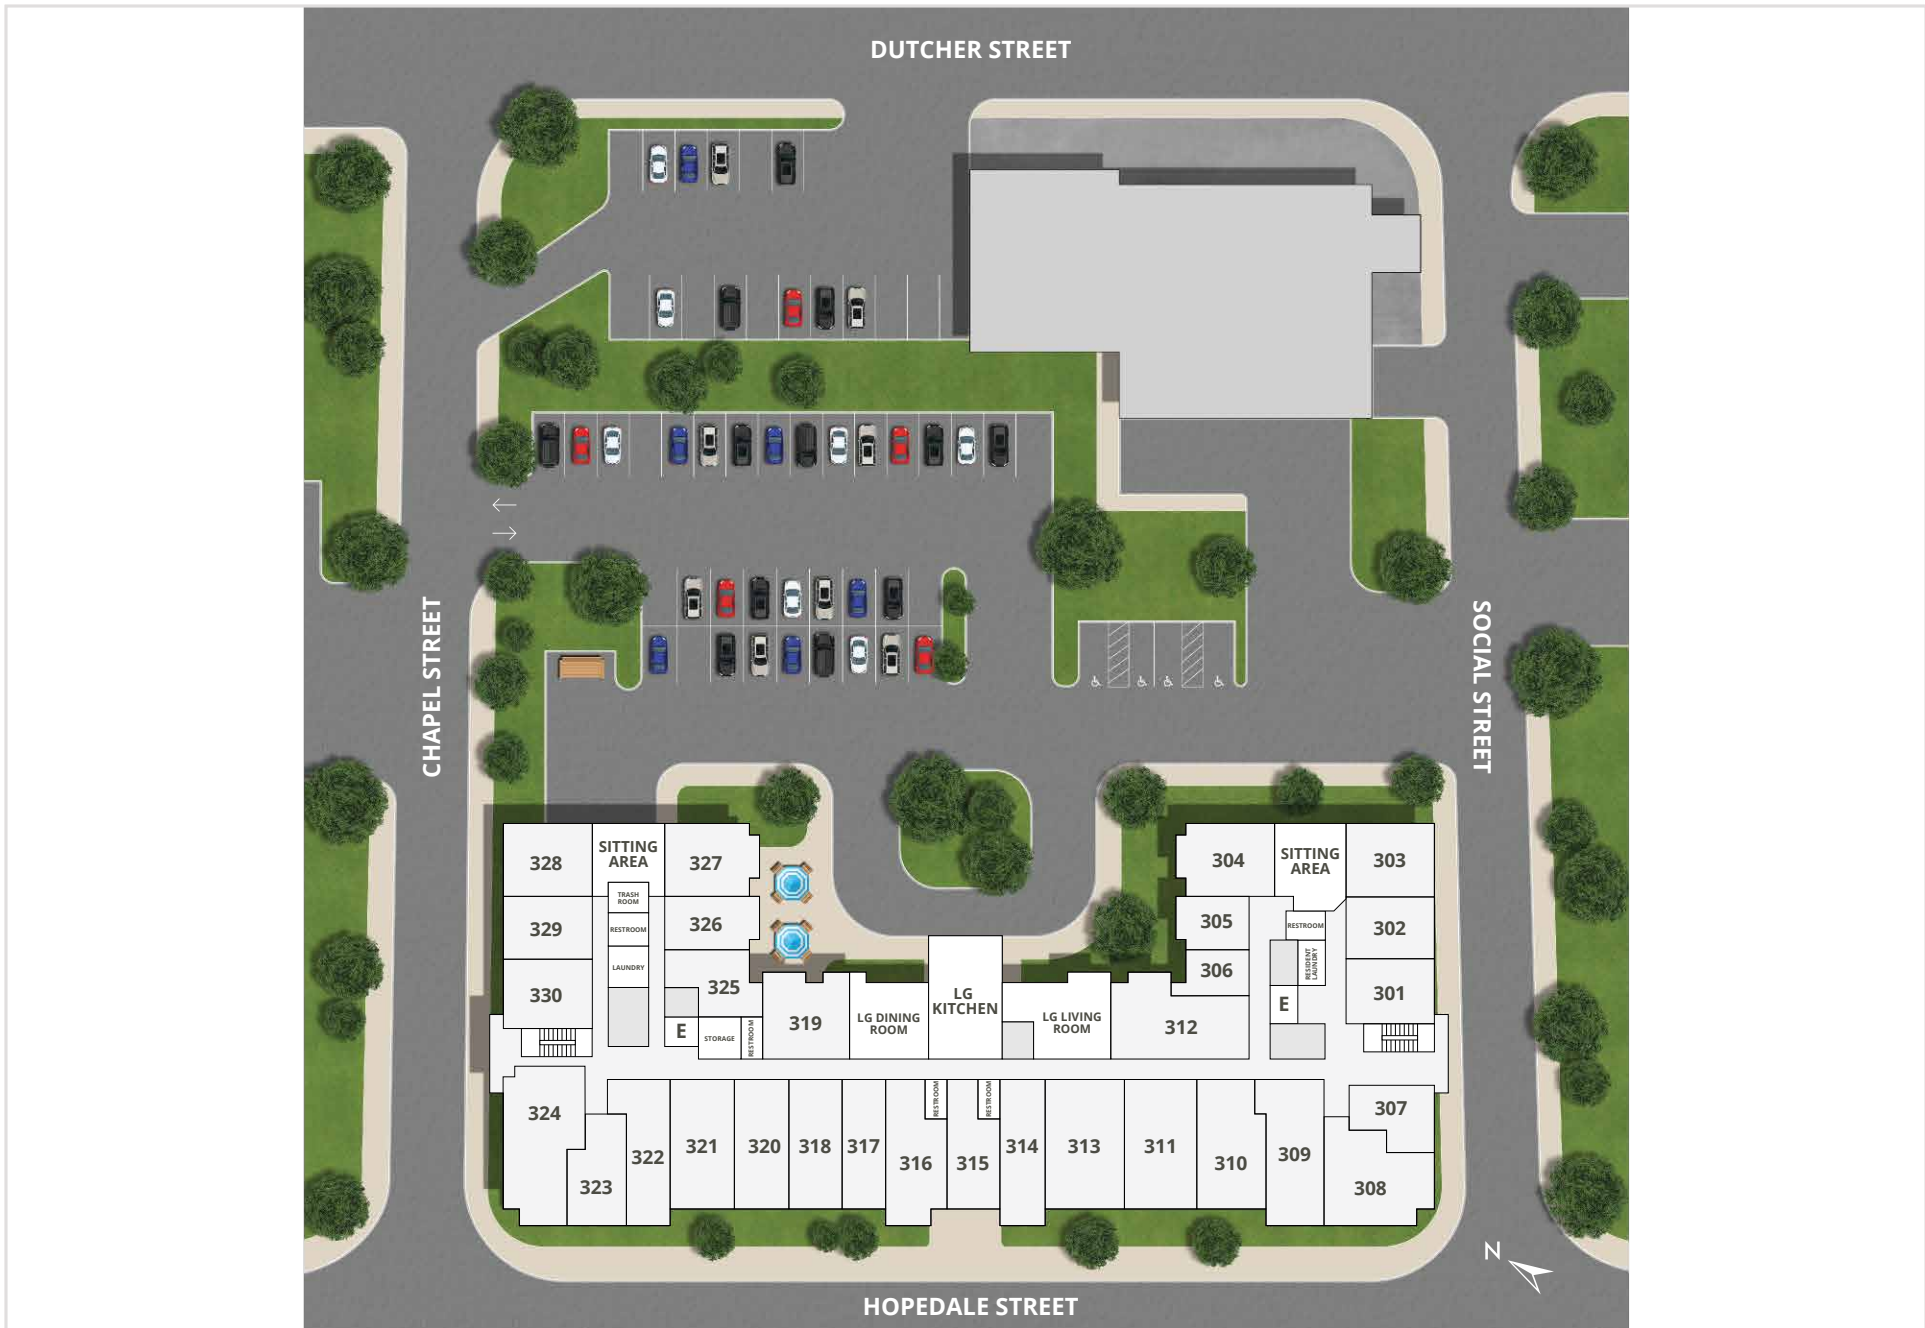 DUTCHER STREET
CHAPEL STREET
SOCIAL STREET
328
SITTING
AREA
327
304
SITTING
AREA
303
TRASH
ROOM
329
RESTROOM
326
305
RESTROOM
302
LAUNDRY
306
RESIDENT
LAUNDRY
330
325
LG
KITCHEN
E
301
E
STORAGE
RESTROOM
319
LG DINING
ROOM
LG LIVING
ROOM
312
324
323
322
321
320
318
317
316
RESTROOM
315
RESTROOM
314
313
311
310
309
307
308
N
HOPEDALE STREET